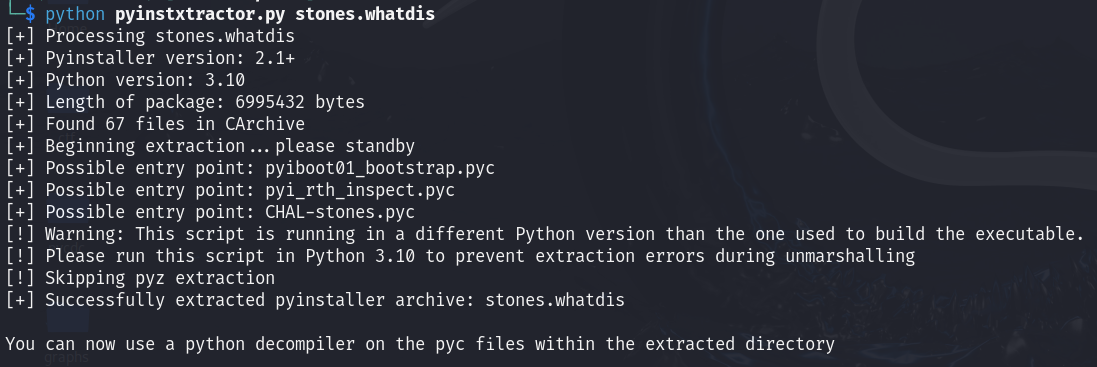 └─$ python pyinstxtractor.py stones.whatdis
[+] Processing stones.whatdis
[+] Pyinstaller version: 2.1+
[+] Python version: 3.10
[+] Length of package: 6995432 bytes
[+] Found 67 files in CArchive
[+] Beginning extraction...please standby
[+] Possible entry point: pyiboot01_bootstrap.pyc
[+] Possible entry point: pyi_rth_inspect.pyc
[+] Possible entry point: CHAL-stones.pyc
[!] Warning: This script is running in a different Python version than the one used to build the executable.
[!] Please run this script in Python 3.10 to prevent extraction errors during unmarshalling
[!] Skipping pyz extraction
[+] Successfully extracted pyinstaller archive: stones.whatdis
You can now use a python decompiler on the pyc files within the extracted directory
graphs